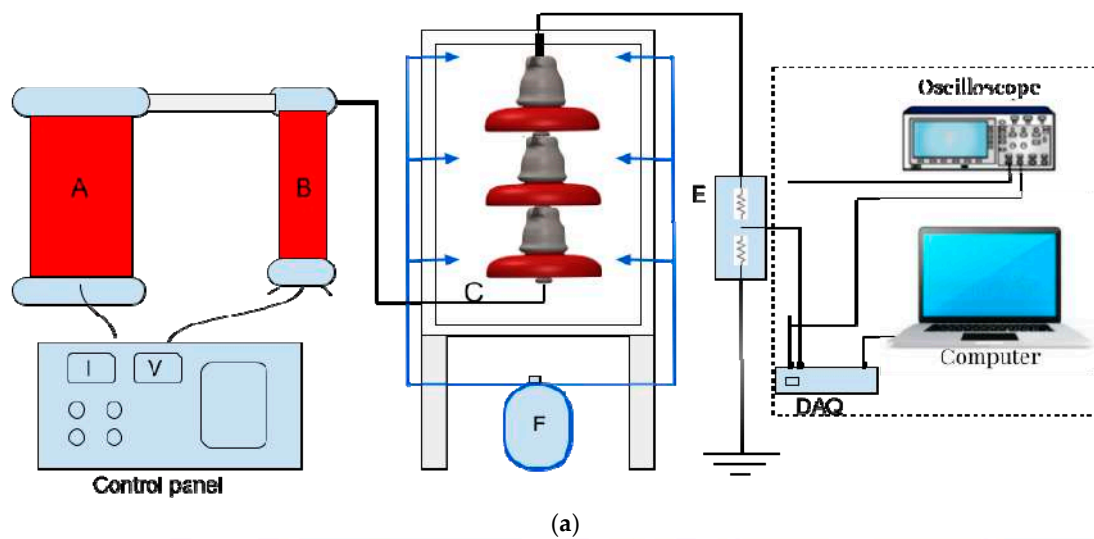 A
B
C
E
F
I
V
Control panel
Oscilloscope
Computer
DAQ
(a)